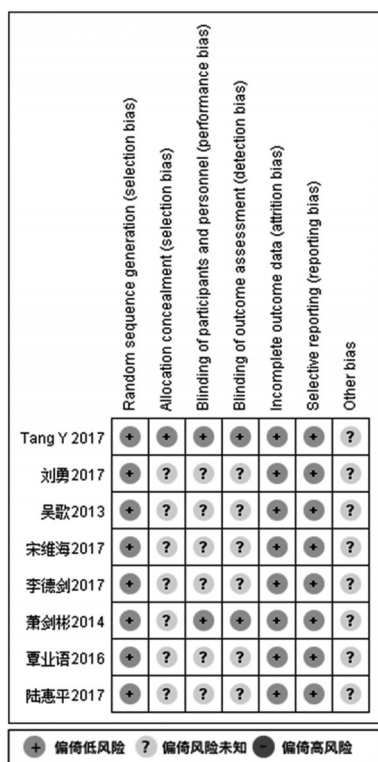 Random sequence generation (selection bias)
Allocation concealment (selection bias)
Blinding of participants and personnel (performance bias)
Blinding of outcome assessment (detection bias)
Incomplete outcome data (attrition bias)
Selective reporting (reporting bias)
Other bias
Tang Y 2017 + + + + + + ?
刘勇2017 + ? ? ? + + ?
吴歌2013 + ? ? ? + + ?
宋维海2017 + ? ? ? + + ?
李德剑2017 + ? ? ? + + ?
萧剑彬2014 + ? + + + + ?
覃业语2016 + ? ? ? + + ?
陆惠平2017 + ? ? ? + + ?
+ 偏倚低风险 ? 偏倚风险未知 - 偏倚高风险